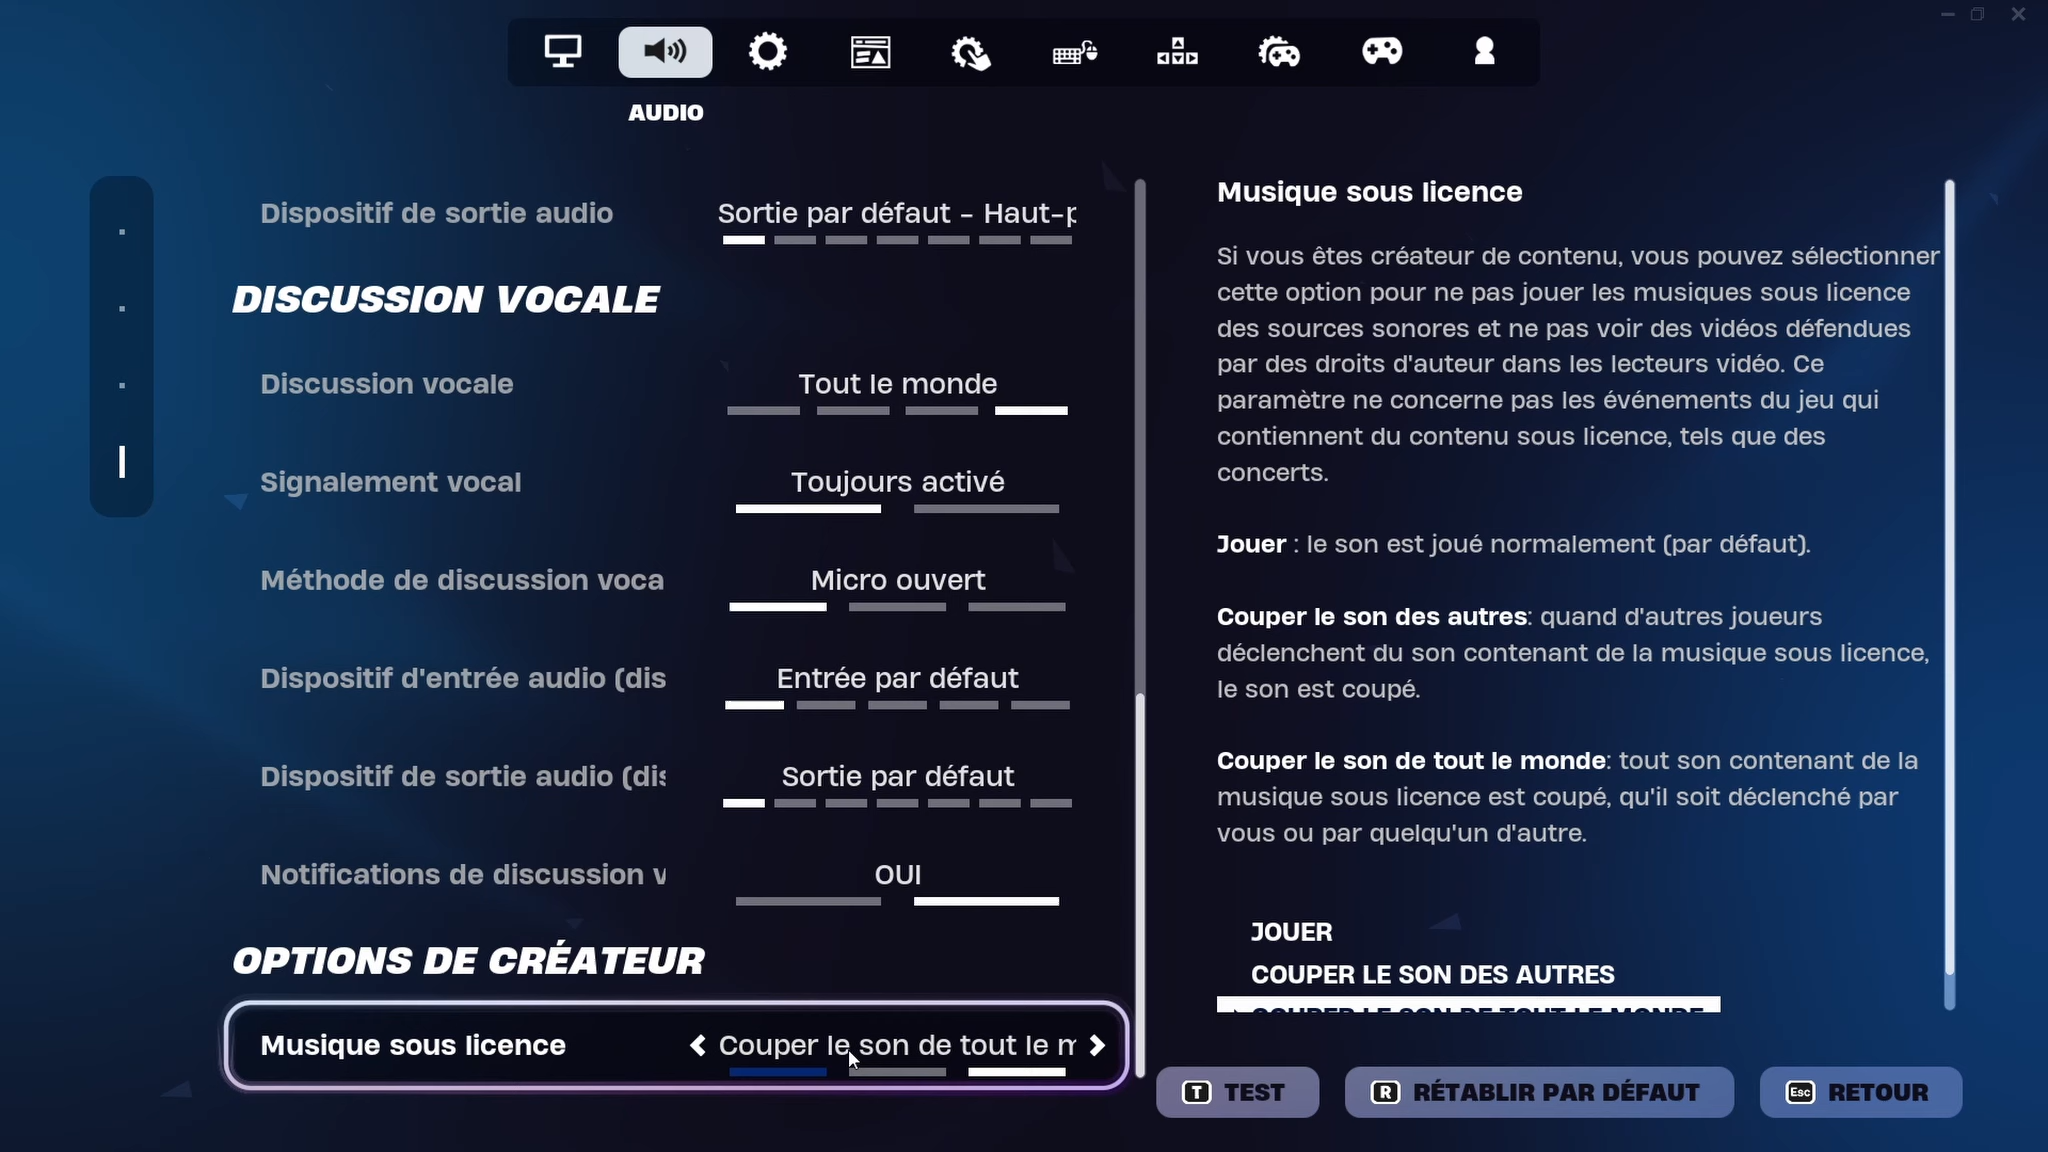 AUDIO
Dispositif de sortie audio
Sortie par défaut - Haut-p
DISCUSSION VOCALE
Discussion vocale
Tout le monde
Signalement vocal
Toujours activé
Méthode de discussion voca
Micro ouvert
Dispositif d'entrée audio (dis
Entrée par défaut
Dispositif de sortie audio (dis
Sortie par défaut
Notifications de discussion v
OUI
OPTIONS DE CRÉATEUR
Musique sous licence
Couper le son de tout le m
Musique sous licence
Si vous êtes créateur de contenu, vous pouvez sélectionner
cette option pour ne pas jouer les musiques sous licence
des sources sonores et ne pas voir des vidéos défendues
par des droits d'auteur dans les lecteurs vidéo. Ce
paramètre ne concerne pas les événements du jeu qui
contiennent du contenu sous licence, tels que des
concerts.
Jouer : le son est joué normalement (par défaut).
Couper le son des autres: quand d'autres joueurs
déclenchent du son contenant de la musique sous licence,
le son est coupé.
Couper le son de tout le monde: tout son contenant de la
musique sous licence est coupé, qu'il soit déclenché par
vous ou par quelqu'un d'autre.
JOUER
COUPER LE SON DES AUTRES
COUPER LE SON DE TOUT LE MONDE
T TEST
R RÉTABLIR PAR DÉFAUT
Esc RETOUR